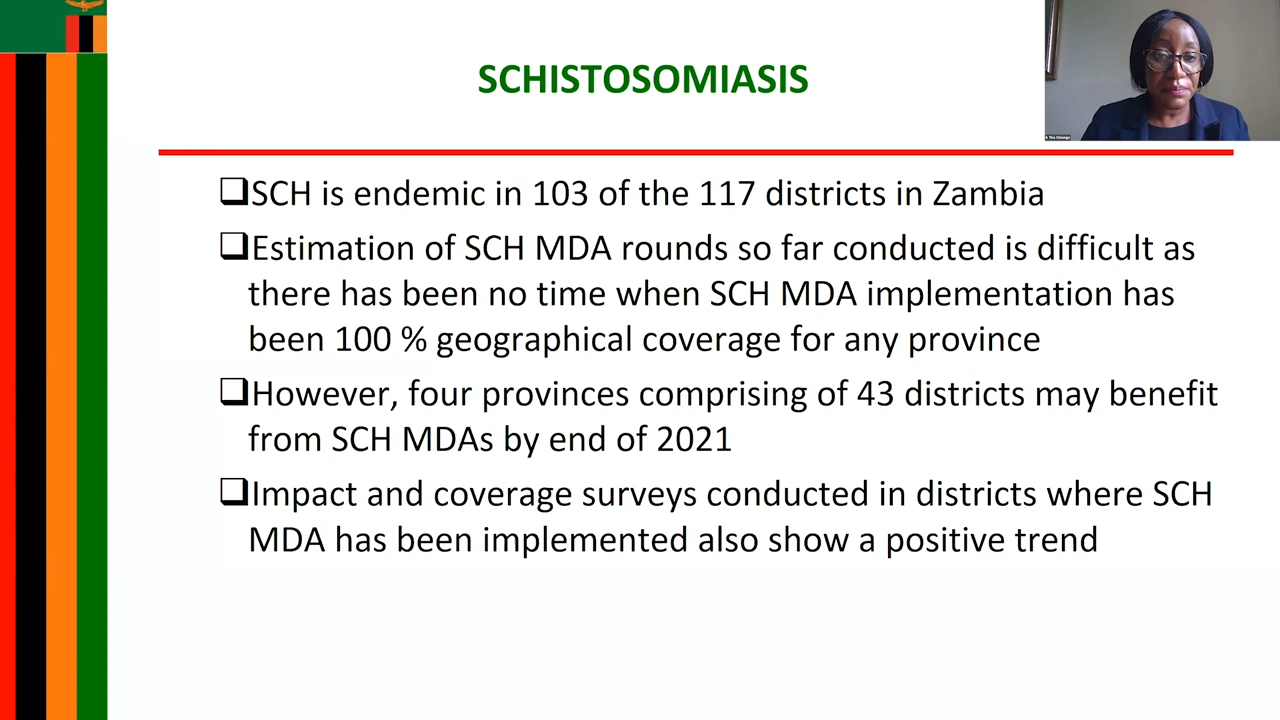 SCHISTOSOMIASIS
❑SCH is endemic in 103 of the 117 districts in Zambia
❑Estimation of SCH MDA rounds so far conducted is difficult as
there has been no time when SCH MDA implementation has
been 100 % geographical coverage for any province
❑However, four provinces comprising of 43 districts may benefit
from SCH MDAs by end of 2021
❑Impact and coverage surveys conducted in districts where SCH
MDA has been implemented also show a positive trend